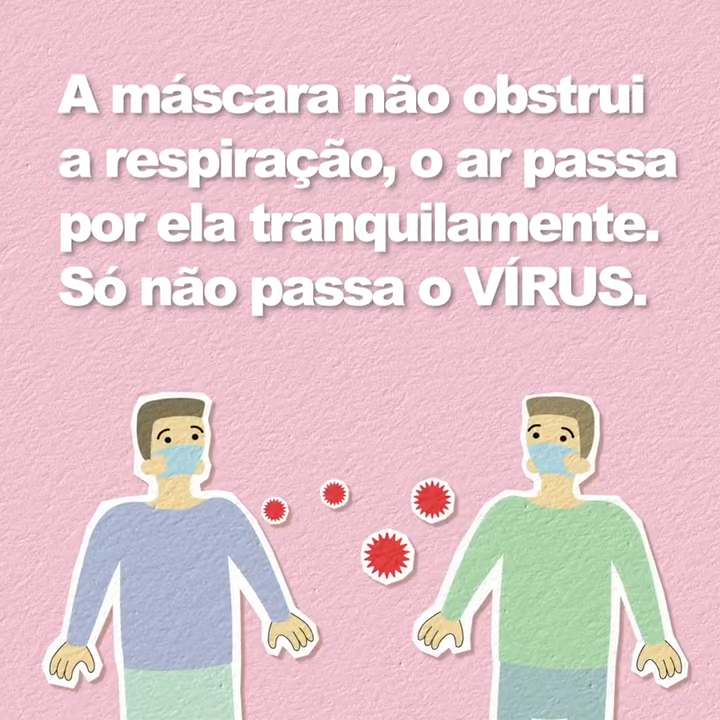 A máscara não obstrui
a respiração, o ar passa
por ela tranquilamente.
Só não passa o VÍRUS.